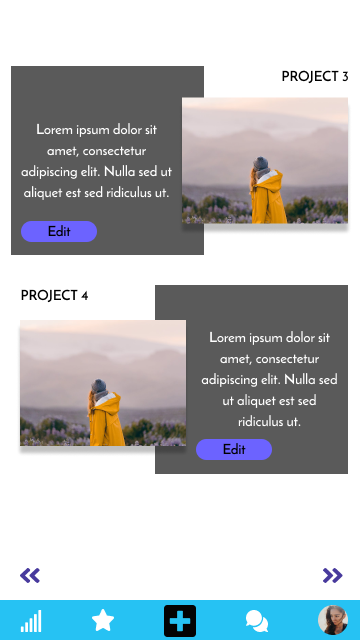 PROJECT 3
Lorem ipsum dolor sit
amet, consectetur
adipiscing elit. Nulla sed ut
aliquet est sed ridiculus ut.
Edit
PROJECT 4
Lorem ipsum dolor sit
amet, consectetur
adipiscing elit. Nulla sed
ut aliquet est sed
ridiculus ut.
Edit